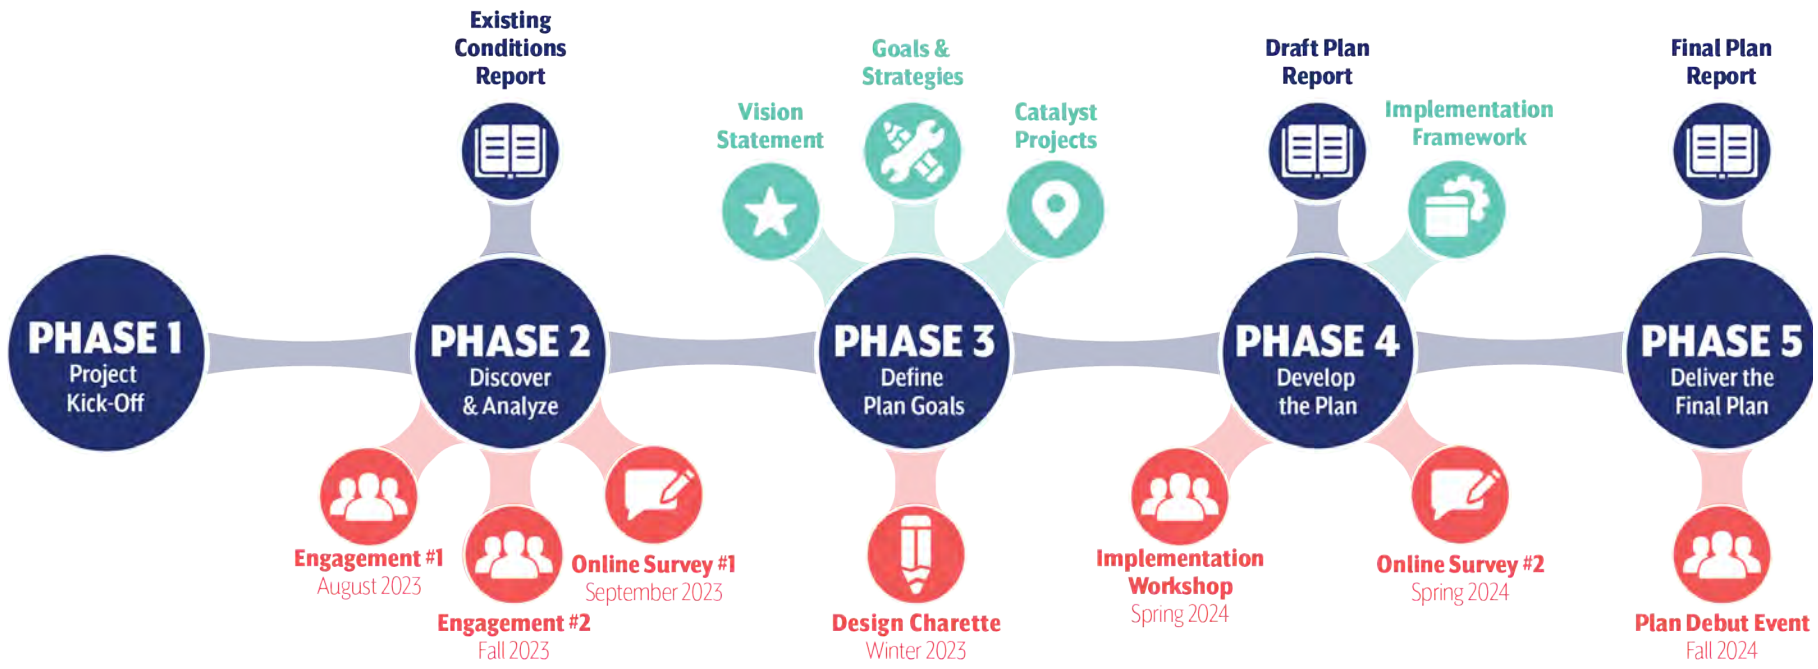 Existing
Conditions
Report
Goals &
Strategies
Draft Plan
Report
Final Plan
Report
Vision
Statement
Catalyst
Projects
Implementation
Framework
PHASE 1
Project
Kick-Off
PHASE 2
Discover
& Analyze
PHASE 3
Define
Plan Goals
PHASE 4
Develop
the Plan
PHASE 5
Deliver the
Final Plan
Engagement #1
August 2023
Engagement #2
Fall 2023
Online Survey #1
September 2023
Design Charette
Winter 2023
Implementation
Workshop
Spring 2024
Online Survey #2
Spring 2024
Plan Debut Event
Fall 2024